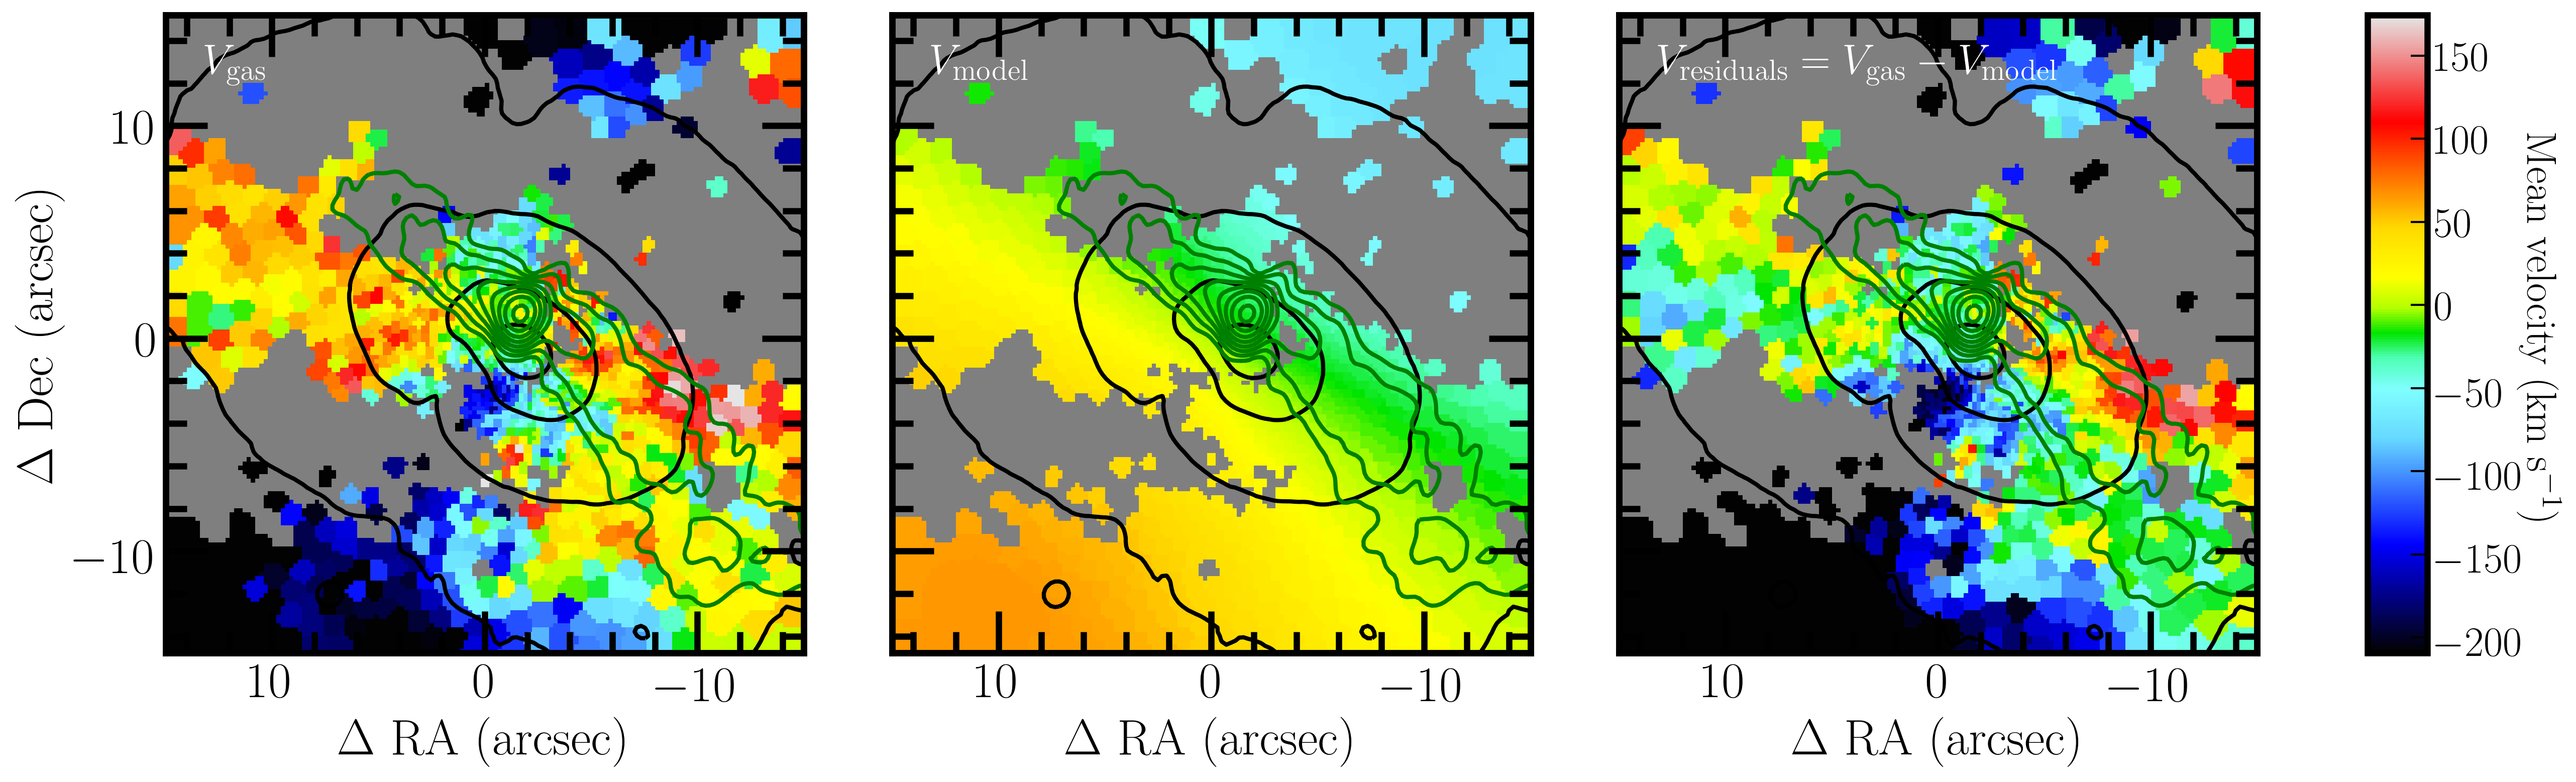 V_gas
V_model
V_residuals = V_gas − V_model
10
0
−10
Δ Dec (arcsec)
10 0 −10
Δ RA (arcsec)
10 0 −10
Δ RA (arcsec)
10 0 −10
Δ RA (arcsec)
150
100
50
0
−50
−100
−150
−200
Mean velocity (km s⁻¹)